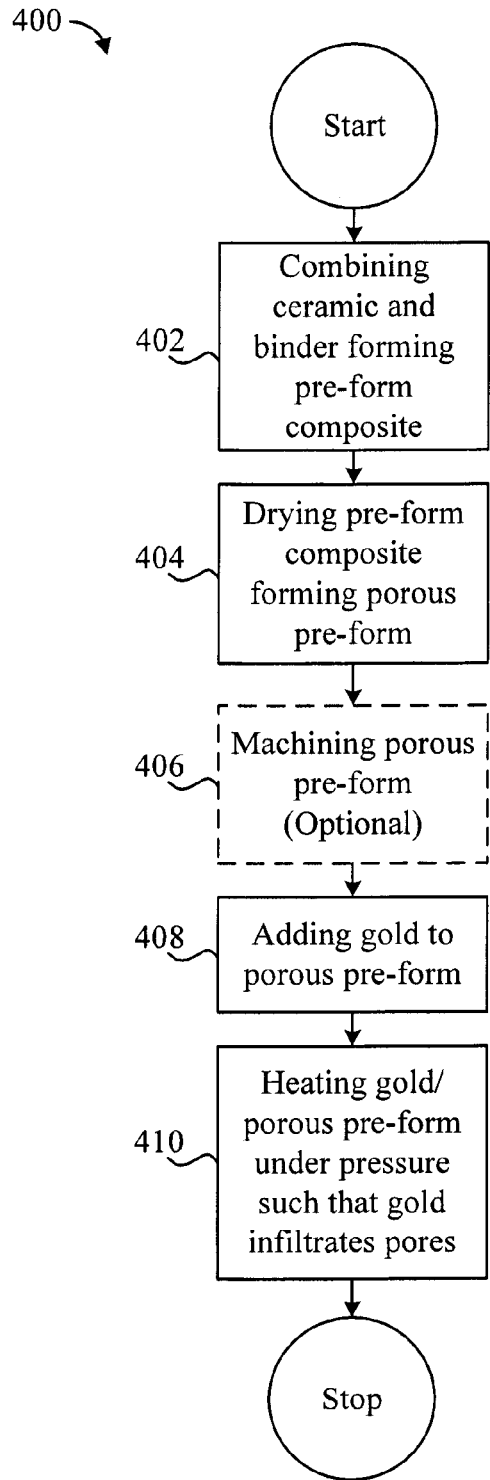 400
Start
402
Combining
ceramic and
binder forming
pre-form
composite
404
Drying pre-form
composite
forming porous
pre-form
406
Machining porous
pre-form
(Optional)
408
Adding gold to
porous pre-form
410
Heating gold/
porous pre-form
under pressure
such that gold
infiltrates pores
Stop